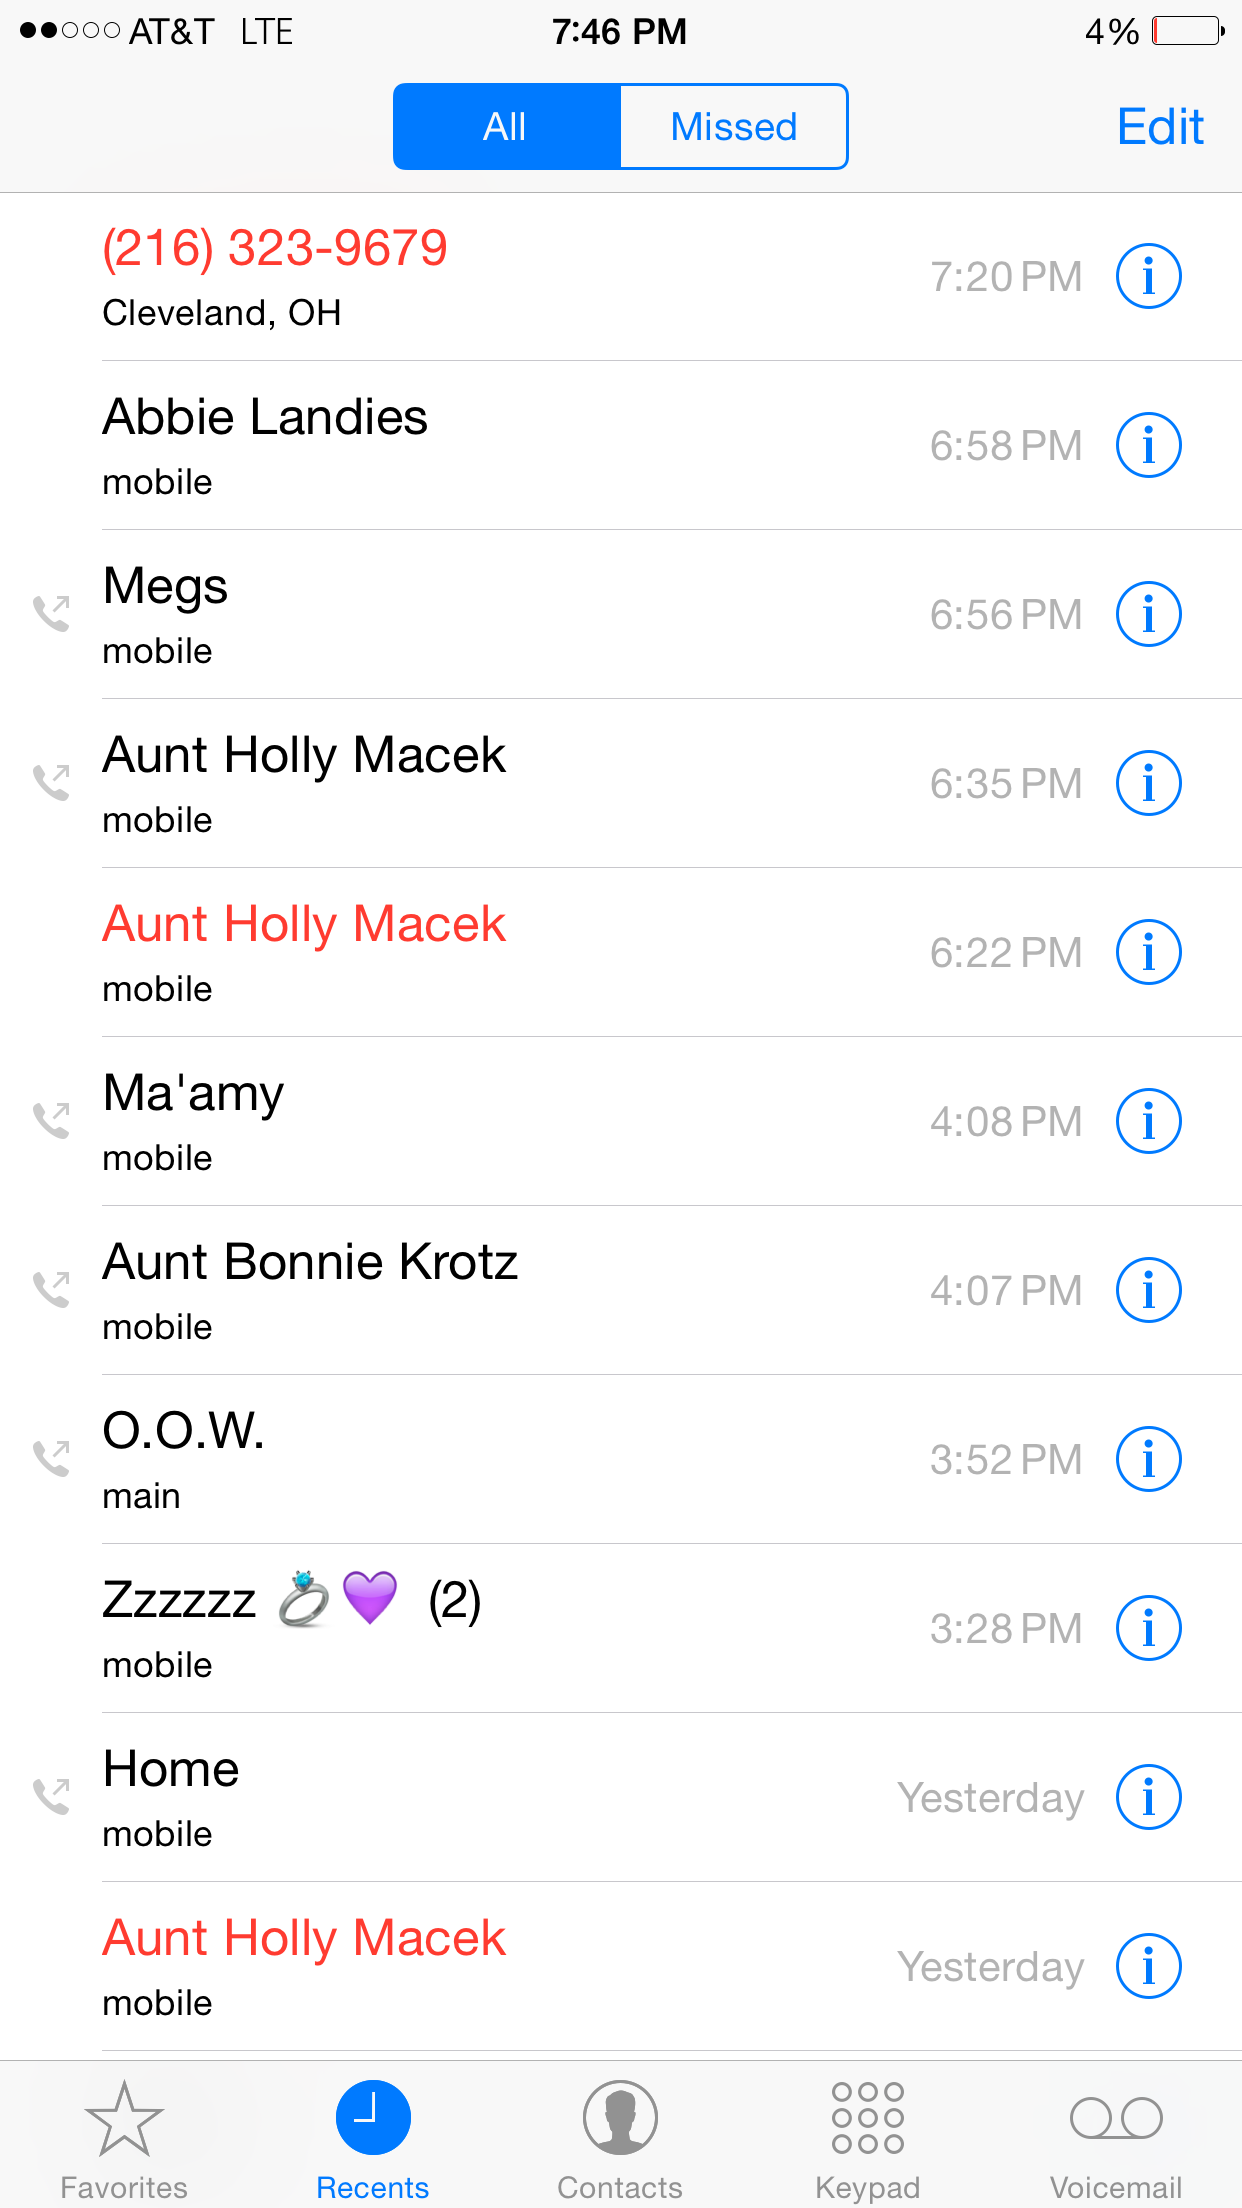 AT&T LTE 7:46 PM 4%
All Missed Edit
(216) 323-9679
Cleveland, OH
7:20 PM
Abbie Landies
mobile
6:58 PM
Megs
mobile
6:56 PM
Aunt Holly Macek
mobile
6:35 PM
Aunt Holly Macek
mobile
6:22 PM
Ma'amy
mobile
4:08 PM
Aunt Bonnie Krotz
mobile
4:07 PM
O.O.W.
main
3:52 PM
Zzzzzz 💍💜 (2)
mobile
3:28 PM
Home
mobile
Yesterday
Aunt Holly Macek
mobile
Yesterday
Favorites Recents Contacts Keypad Voicemail